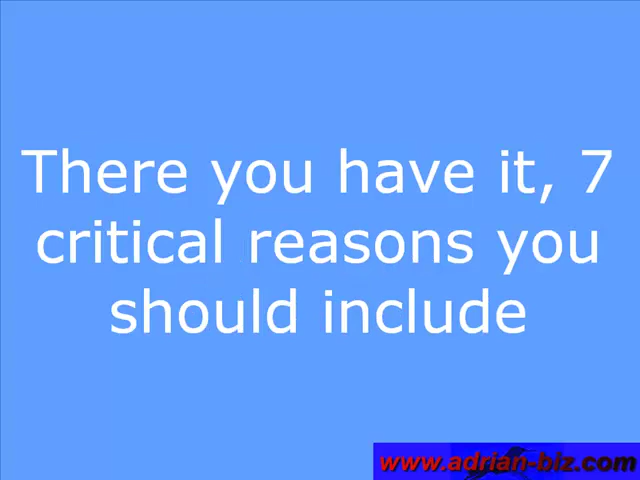 There you have it, 7
critical reasons you
should include
www.adrian-biz.com